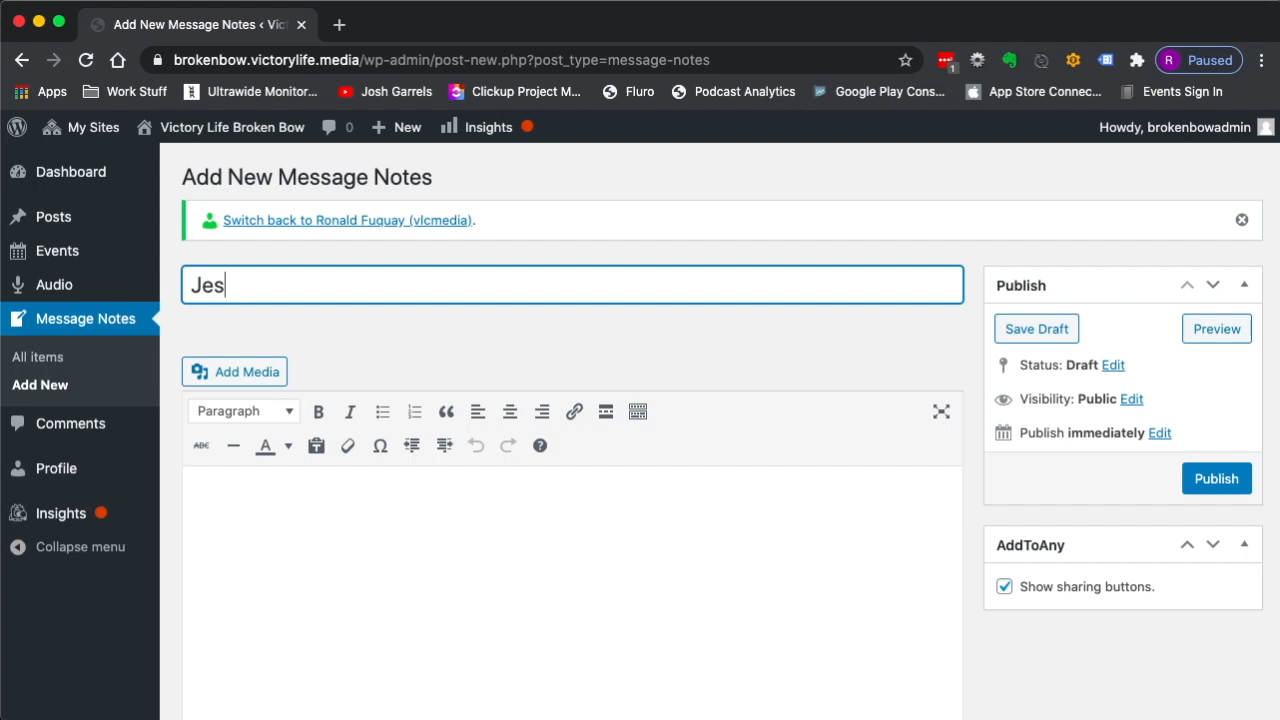 Add New Message Notes ‹ Vic
brokenbow.victorylife.media/wp-admin/post-new.php?post_type=message-notes
1
R Paused
Apps Work Stuff Ultrawide Monitor... Josh Garrels Clickup Project M... Fluro Podcast Analytics Google Play Cons... App Store Connec... Events Sign In
My Sites Victory Life Broken Bow 0 New Insights Howdy, brokenbowadmin
Dashboard
Posts
Events
Audio
Message Notes
All items
Add New
Comments
Profile
Insights
Collapse menu
Add New Message Notes
Switch back to Ronald Fuquay (vlcmedia).
Jes
Add Media
Paragraph B I
ABC A
Publish
Save Draft Preview
Status: Draft Edit
Visibility: Public Edit
Publish immediately Edit
Publish
AddToAny
Show sharing buttons.